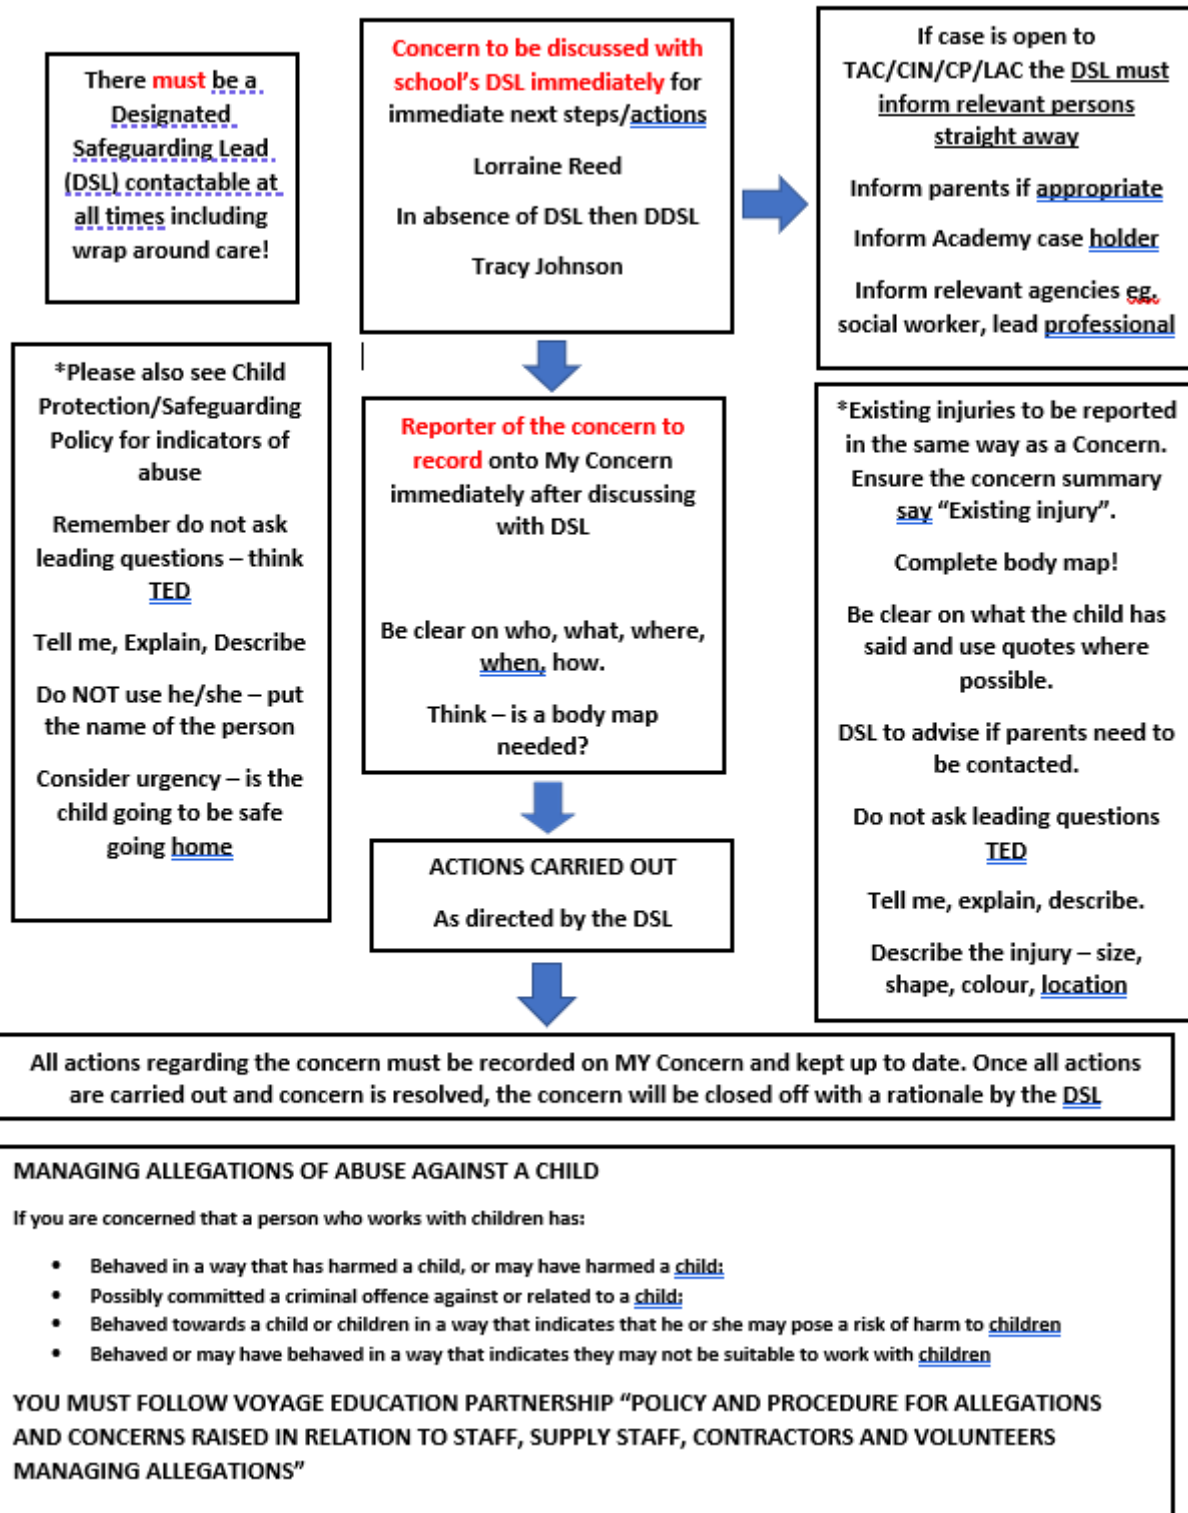 There must be a
Designated
Safeguarding Lead
(DSL) contactable at
all times including
wrap around care!
Concern to be discussed with
school's DSL immediately for
immediate next steps/actions
Lorraine Reed
In absence of DSL then DDSL
Tracy Johnson
If case is open to
TAC/CIN/CP/LAC the DSL must
inform relevant persons
straight away
Inform parents if appropriate
Inform Academy case holder
Inform relevant agencies eg.
social worker, lead professional
*Please also see Child
Protection/Safeguarding
Policy for indicators of
abuse
Remember do not ask
leading questions – think
TED
Tell me, Explain, Describe
Do NOT use he/she – put
the name of the person
Consider urgency – is the
child going to be safe
going home
Reporter of the concern to
record onto My Concern
immediately after discussing
with DSL
Be clear on who, what, where,
when, how.
Think – is a body map
needed?
*Existing injuries to be reported
in the same way as a Concern.
Ensure the concern summary
say “Existing injury”.
Complete body map!
Be clear on what the child has
said and use quotes where
possible.
DSL to advise if parents need to
be contacted.
Do not ask leading questions
TED
Tell me, explain, describe.
Describe the injury – size,
shape, colour, location
ACTIONS CARRIED OUT
As directed by the DSL
All actions regarding the concern must be recorded on MY Concern and kept up to date. Once all actions
are carried out and concern is resolved, the concern will be closed off with a rationale by the DSL
MANAGING ALLEGATIONS OF ABUSE AGAINST A CHILD
If you are concerned that a person who works with children has:
• Behaved in a way that has harmed a child, or may have harmed a child:
• Possibly committed a criminal offence against or related to a child:
• Behaved towards a child or children in a way that indicates that he or she may pose a risk of harm to children
• Behaved or may have behaved in a way that indicates they may not be suitable to work with children
YOU MUST FOLLOW VOYAGE EDUCATION PARTNERSHIP “POLICY AND PROCEDURE FOR ALLEGATIONS
AND CONCERNS RAISED IN RELATION TO STAFF, SUPPLY STAFF, CONTRACTORS AND VOLUNTEERS
MANAGING ALLEGATIONS”